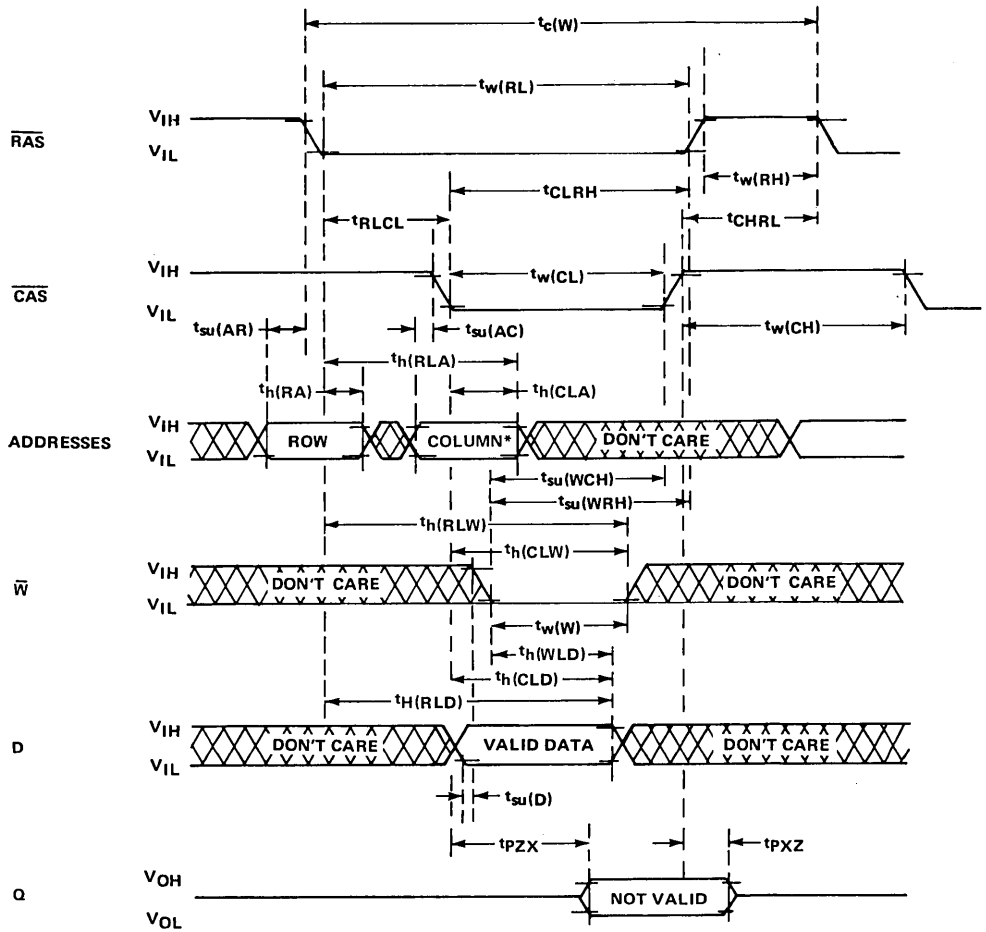 tc(W)
tw(RL)
RAS
VIH
VIL
tw(RH)
tCLRH
tRLCL
tCHRL
CAS
VIH
VIL
tw(CL)
tsu(AR)
tsu(AC)
tw(CH)
th(RLA)
th(RA)
th(CLA)
ADDRESSES
VIH
VIL
ROW
COLUMN*
DON'T CARE
tsu(WCH)
tsu(WRH)
th(RLW)
th(CLW)
W
VIH
VIL
DON'T CARE
DON'T CARE
tw(W)
th(WLD)
th(CLD)
tH(RLD)
D
VIH
VIL
DON'T CARE
VALID DATA
DON'T CARE
tsu(D)
tPZX
tPXZ
Q
VOH
VOL
NOT VALID